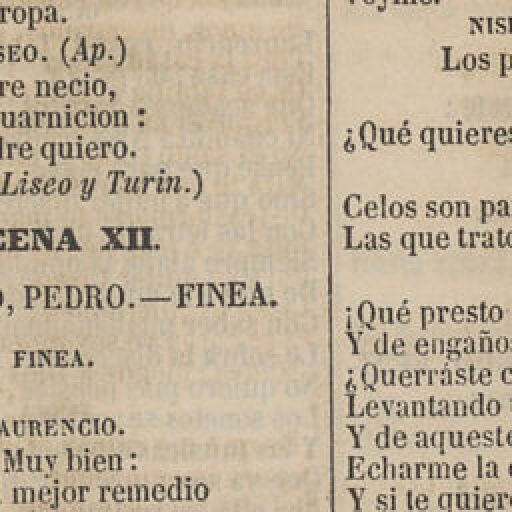 ropa.
SEO. (Ap.)
re necio,
uarnicion :
dre quiero.
Liseo y Turin.)
CENA XII.
O, PEDRO.—FINEA.
FINEA.
AURENCIO.
Muy bien :
mejor remedio
NIS
Los p
¿Qué quieres
Celos son pa
Las que trato
¡Qué presto
Y de engaños
¿Querráste c
Levantando
Y de aqueste
Echarme la
Y si te quier